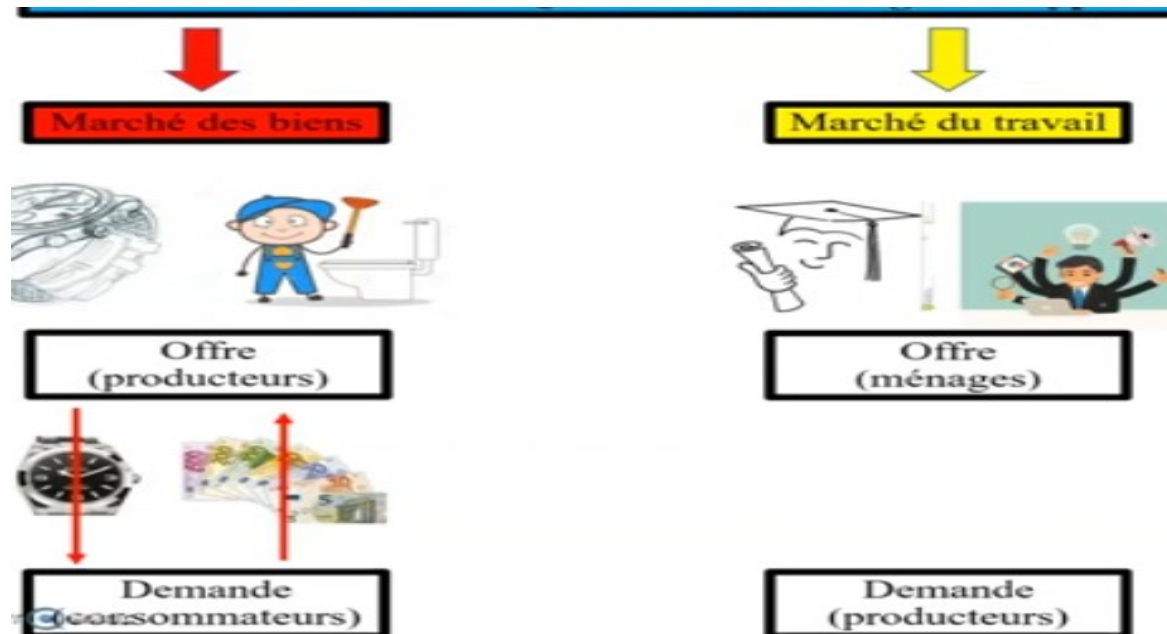 Marché des biens
Marché du travail
Offre
(producteurs)
Offre
(ménages)
Demande
(consommateurs)
Demande
(producteurs)